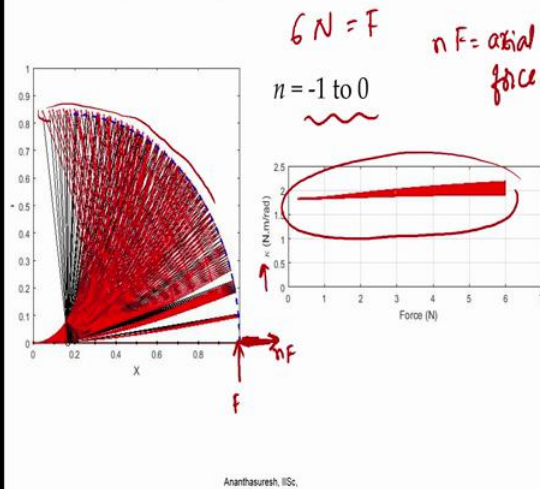 6 N = F
n F = axial
force
n = -1 to 0
1
0.9
0.8
0.7
0.6
0.5
0.4
0.3
0.2
0.1
0
0 0.2 0.4 0.6 0.8
X
nF
F
2.5
2
1.5
1
0.5
0
κ (N.m/rad)
0 1 2 3 4 5 6 7
Force (N)
Ananthasuresh, IISc,